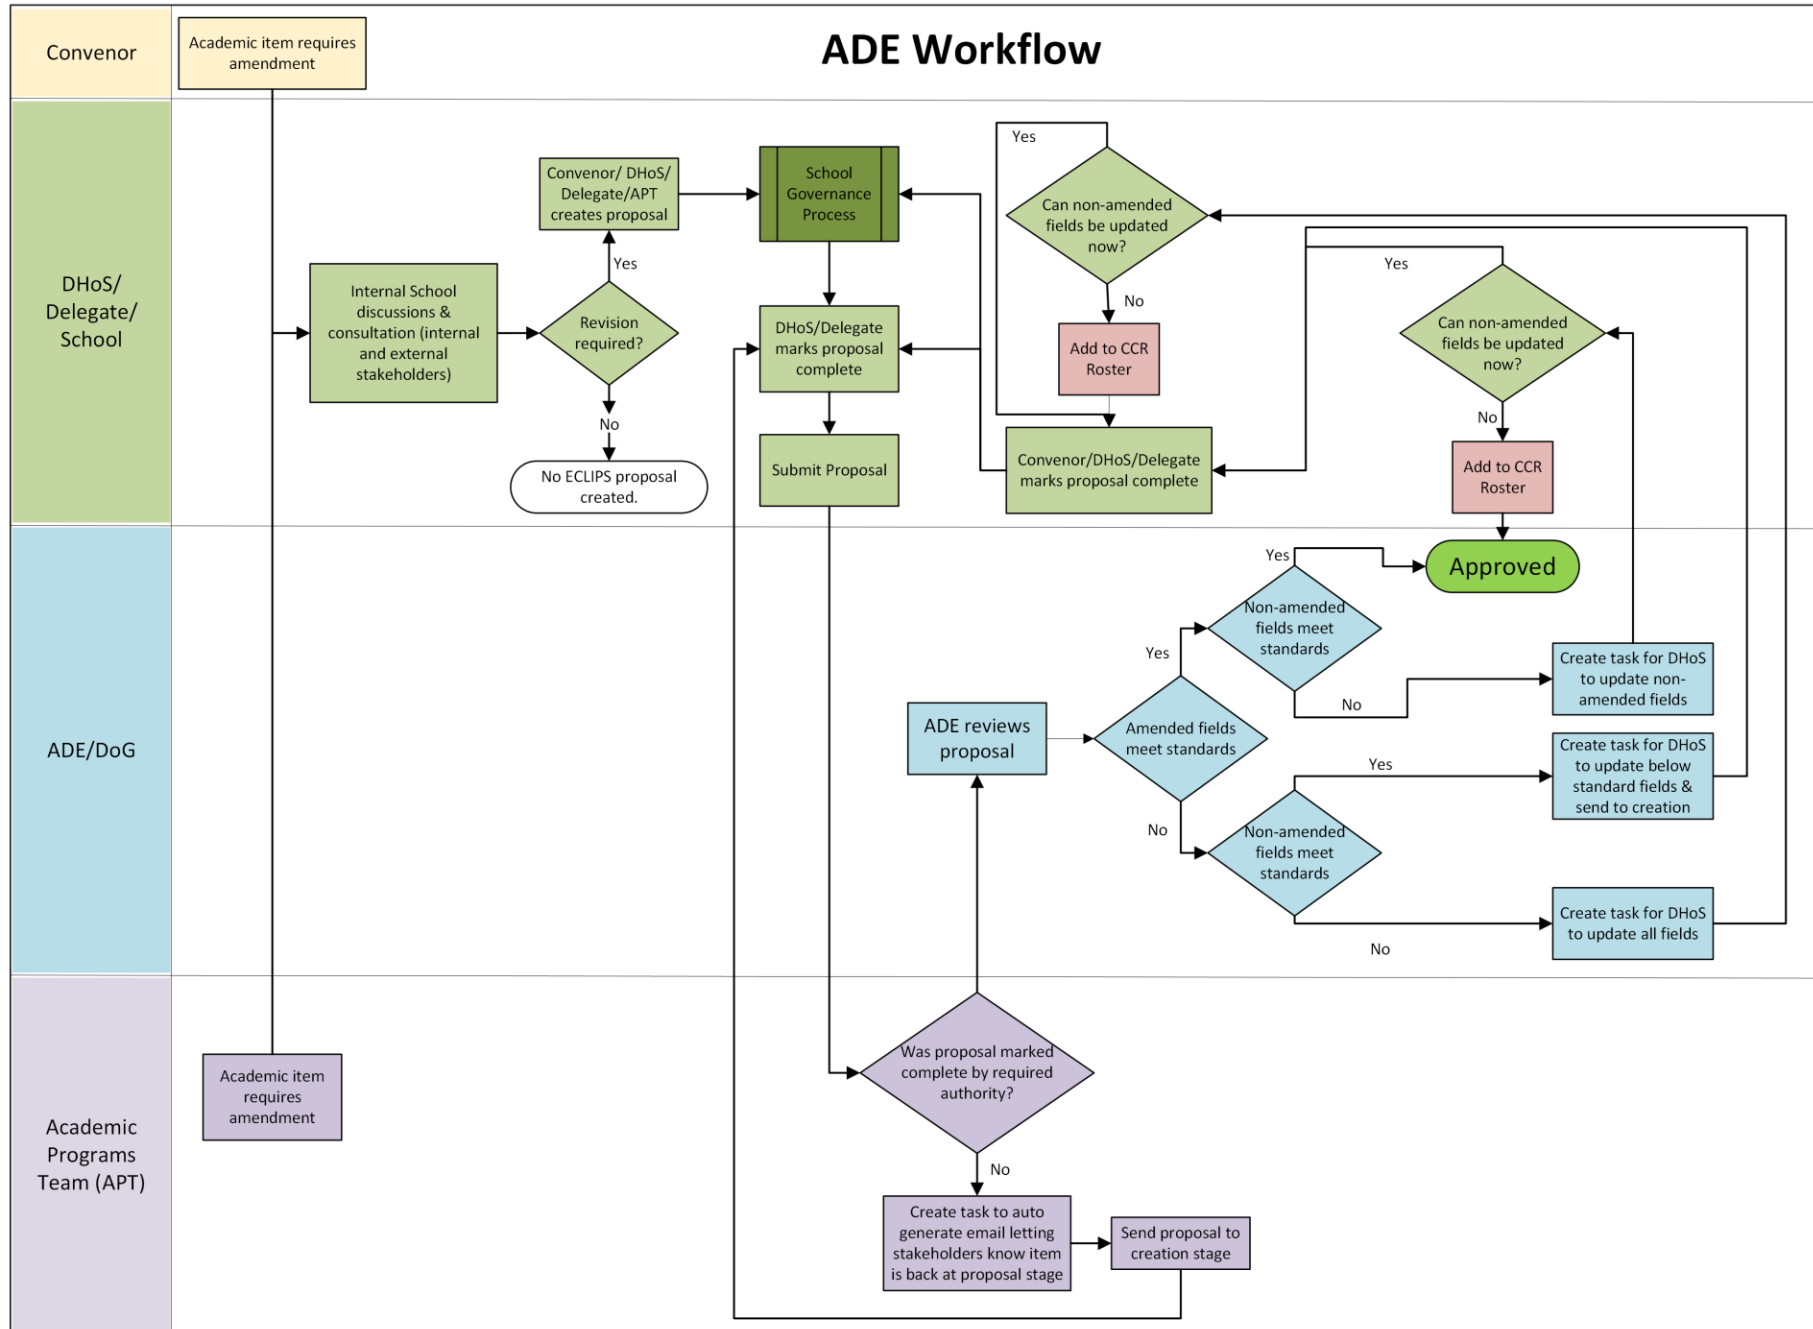 ADE Workflow
Convenor
Academic item requires
amendment
DHoS/
Delegate/
School
Internal School
discussions &
consultation (internal
and external
stakeholders)
Convenor/ DHoS/
Delegate/APT
creates proposal
Yes
Revision
required?
No
No ECLIPS proposal
created.
School
Governance
Process
DHoS/Delegate
marks proposal
complete
Submit Proposal
Yes
Can non-amended
fields be updated
now?
No
Add to CCR
Roster
Convenor/DHoS/Delegate
marks proposal complete
Yes
Can non-amended
fields be updated
now?
No
Add to CCR
Roster
ADE/DoG
Approved
ADE reviews
proposal
Amended fields
meet standards
Yes
No
Yes
Non-amended
fields meet
standards
No
Yes
Non-amended
fields meet
standards
No
Create task for DHoS
to update non-
amended fields
Create task for DHoS
to update below
standard fields &
send to creation
Create task for DHoS
to update all fields
Academic
Programs
Team (APT)
Academic item
requires
amendment
Was proposal marked
complete by required
authority?
No
Create task to auto
generate email letting
stakeholders know item
is back at proposal stage
Send proposal to
creation stage